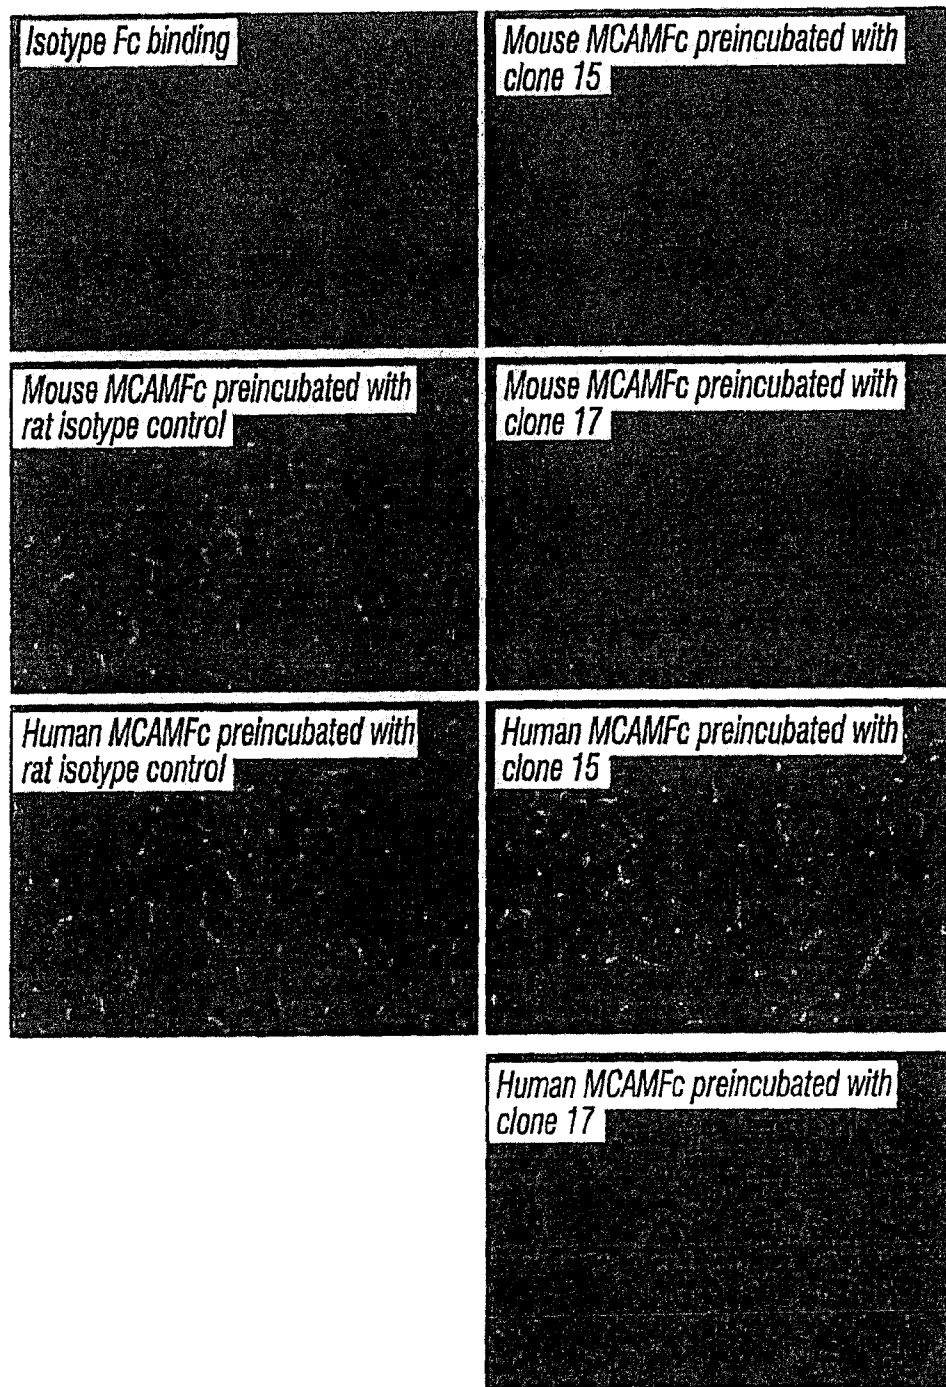 Isotype Fc binding
Mouse MCAMFc preincubated with
clone 15
Mouse MCAMFc preincubated with
rat isotype control
Mouse MCAMFc preincubated with
clone 17
Human MCAMFc preincubated with
rat isotype control
Human MCAMFc preincubated with
clone 15
Human MCAMFc preincubated with
clone 17